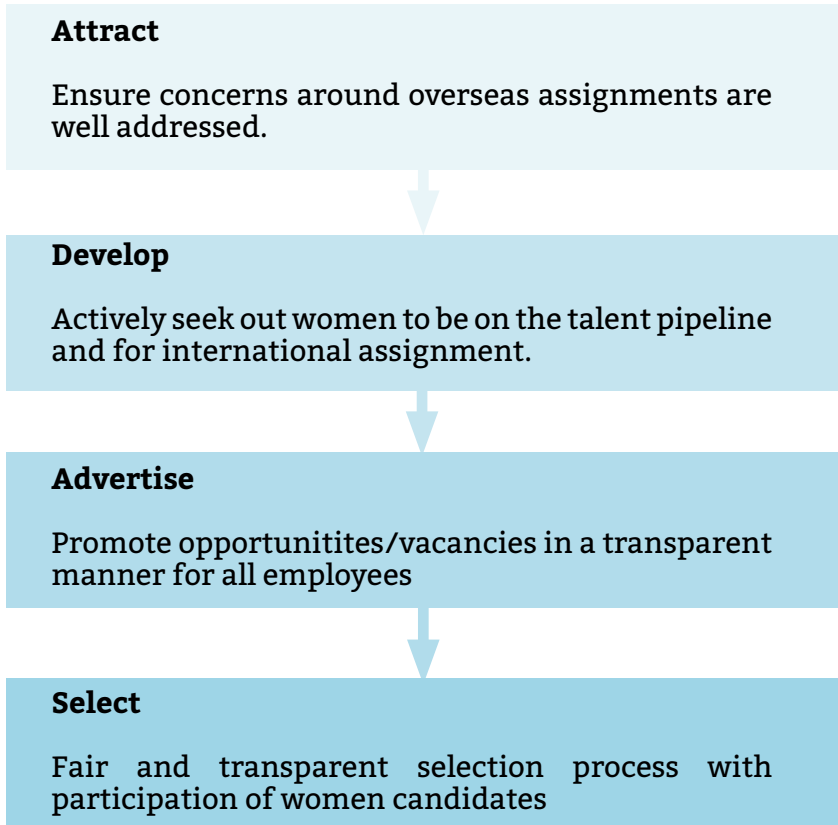 Attract
Ensure concerns around overseas assignments are
well addressed.
Develop
Actively seek out women to be on the talent pipeline
and for international assignment.
Advertise
Promote opportunitites/vacancies in a transparent
manner for all employees
Select
Fair and transparent selection process with
participation of women candidates